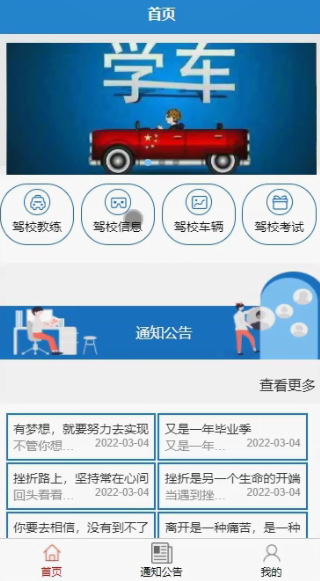 首页
学车
驾校教练
驾校信息
驾校车辆
驾校考试
通知公告
查看更多
有梦想，就要努力去实现
不管你想... 2022-03-04
又是一年毕业季
又是一年... 2022-03-04
挫折路上，坚持常在心间
回头看看... 2022-03-04
挫折是另一个生命的开端
当遇到挫... 2022-03-04
你要去相信，没有到不了
离开是一种痛苦，是一种
首页
通知公告
我的